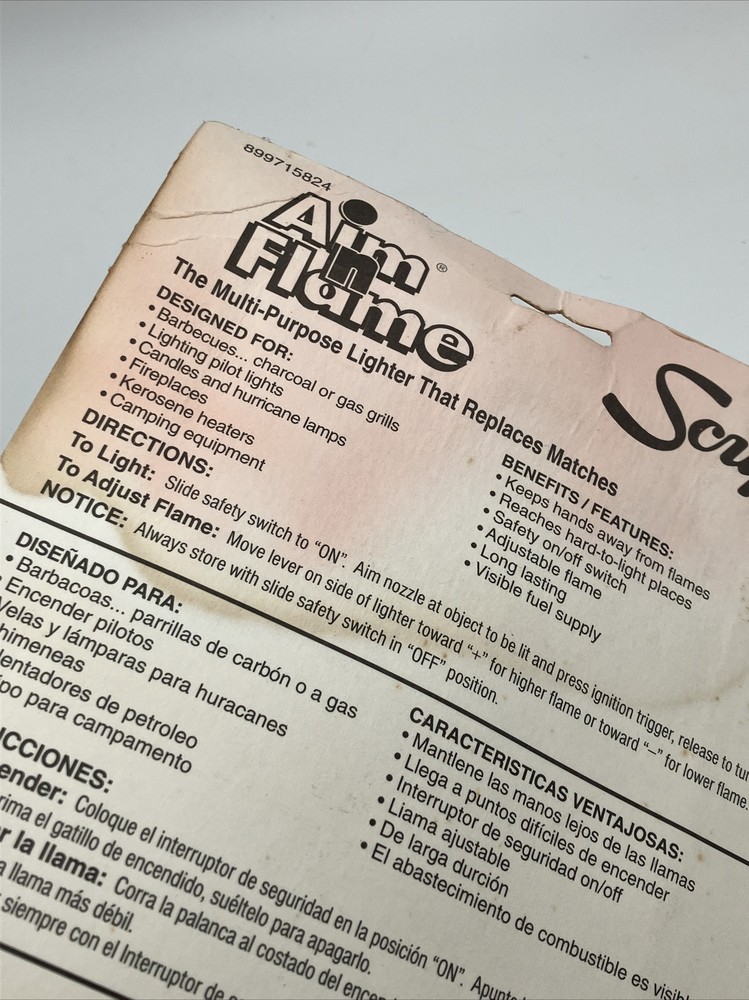 899715824
Aim
n
Flame®
The Multi-Purpose Lighter That Replaces Matches
DESIGNED FOR:
• Barbecues... charcoal or gas grills
• Lighting pilot lights
• Candles and hurricane lamps
• Fireplaces
• Kerosene heaters
• Camping equipment
BENEFITS / FEATURES:
• Keeps hands away from flames
• Reaches hard-to-light places
• Safety on/off switch
• Adjustable flame
• Long lasting
• Visible fuel supply
DIRECTIONS:
To Light: Slide safety switch to “ON”. Aim nozzle at object to be lit and press ignition trigger, release to
To Adjust Flame: Move lever on side of lighter toward “+” for higher flame or toward “–” for lower flame.
NOTICE: Always store with slide safety switch in “OFF” position.
DISEÑADO PARA:
• Barbacoas... parrillas de carbón o a gas
• Encender pilotos
Velas y lámparas para huracanes
himeneas
lentadores de petroleo
ipo para campamento
CARACTERISTICAS VENTAJOSAS:
• Mantlene las manos lejos de las llamas
• Llega a puntos difíciles de encender
• Interruptor de seguridad on/off
• Llama ajustable
• De larga durción
• El abastecimiento de combustible es visibl
CCIONES:
ender: Coloque el interruptor de seguridad en la posición “ON”. Apunte
rima el gatillo de encendido, suéltelo para apagarlo.
r la llama: Corra la palanca al costado del
a llama más débil.
siempre con el Interruptor de